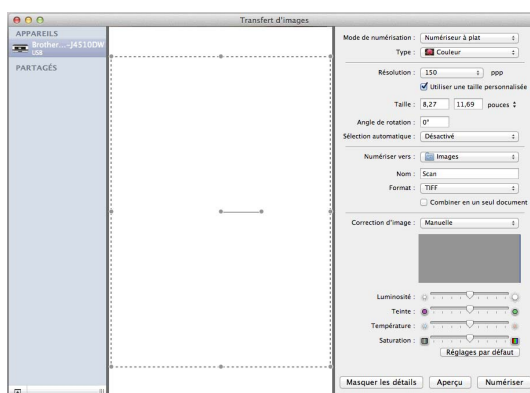 Transfert d'images
APPAREILS
Brother...-J4510DW
USB
PARTAGÉS
Mode de numérisation : Numériseur à plat
Type : Couleur
Résolution : 150 ppp
Utiliser une taille personnalisée
Taille : 8,27 11,69 pouces
Angle de rotation : 0°
Sélection automatique : Désactivé
Numériser vers : Images
Nom : Scan
Format : TIFF
Combiner en un seul document
Correction d'image : Manuelle
Luminosité :
Teinte :
Température :
Saturation :
Réglages par défaut
Masquer les détails Aperçu Numériser